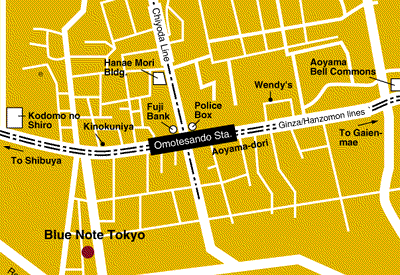 Chiyoda Line
Hanae Mori
Bldg.
Aoyama
Bell Commons
Wendy's
Kodomo no
Shiro
Kinokuniya
Fuji
Bank
Police
Box
Ginza/Hanzomon lines
Omotesando Sta.
To Gaien-
mae
Aoyama-dori
To Shibuya
Blue Note Tokyo